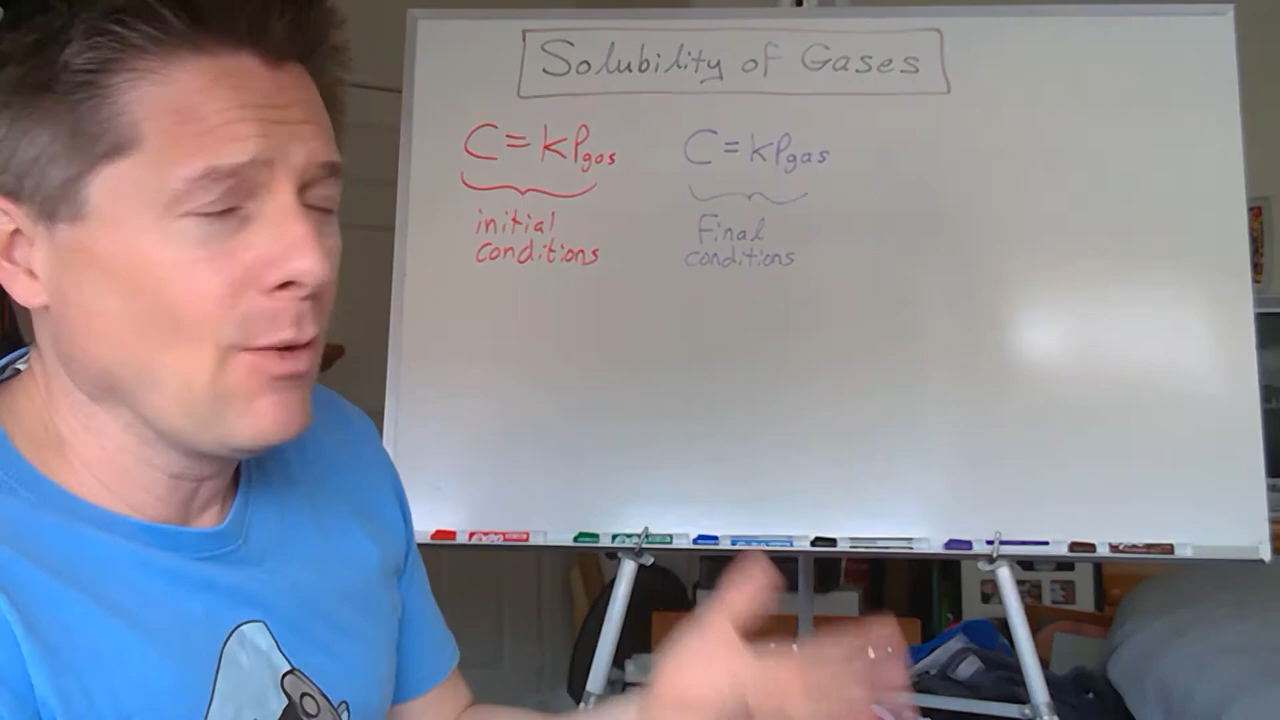 Solubility of Gases
C = kPgas C = kPgas
initial Final
conditions conditions